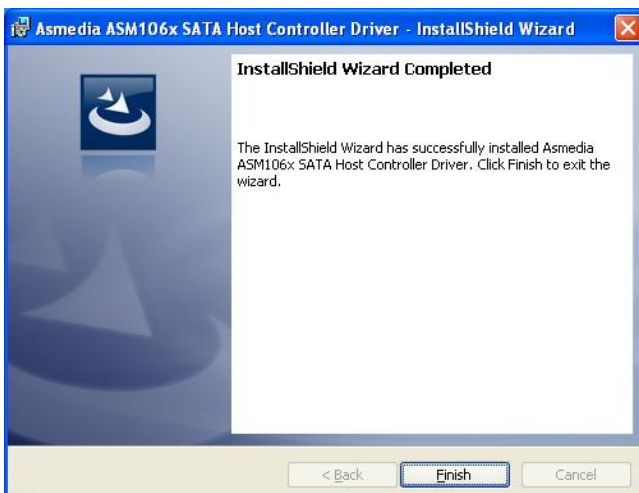 Asmedia ASM106x SATA Host Controller Driver - InstallShield Wizard
InstallShield Wizard Completed
The InstallShield Wizard has successfully installed Asmedia
ASM106x SATA Host Controller Driver. Click Finish to exit the
wizard.
< Back
Finish
Cancel